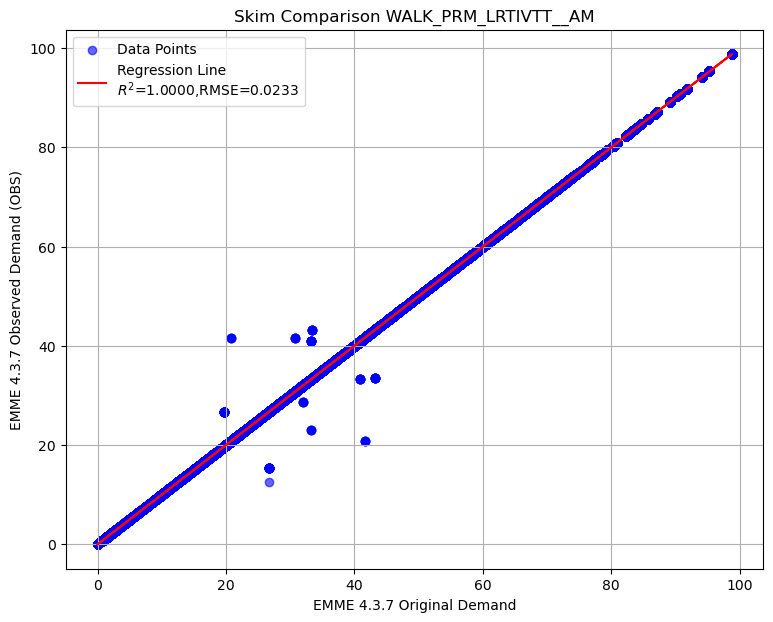 Skim Comparison WALK_PRM_LRTIVTT__AM
Data Points
Regression Line
R²=1.0000,RMSE=0.0233
EMME 4.3.7 Observed Demand (OBS)
100
80
60
40
20
0
0 20 40 60 80 100
EMME 4.3.7 Original Demand